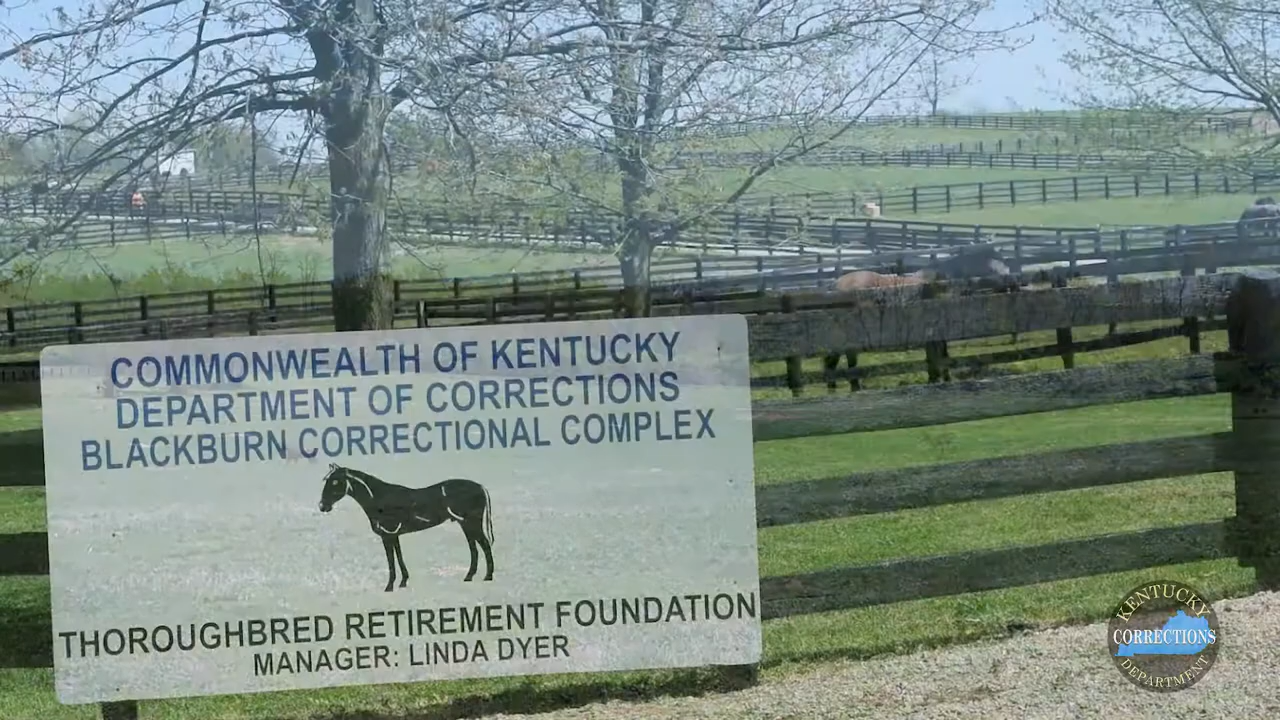 COMMONWEALTH OF KENTUCKY
DEPARTMENT OF CORRECTIONS
BLACKBURN CORRECTIONAL COMPLEX
THOROUGHBRED RETIREMENT FOUNDATION
MANAGER: LINDA DYER
KENTUCKY
CORRECTIONS
DEPARTMENT